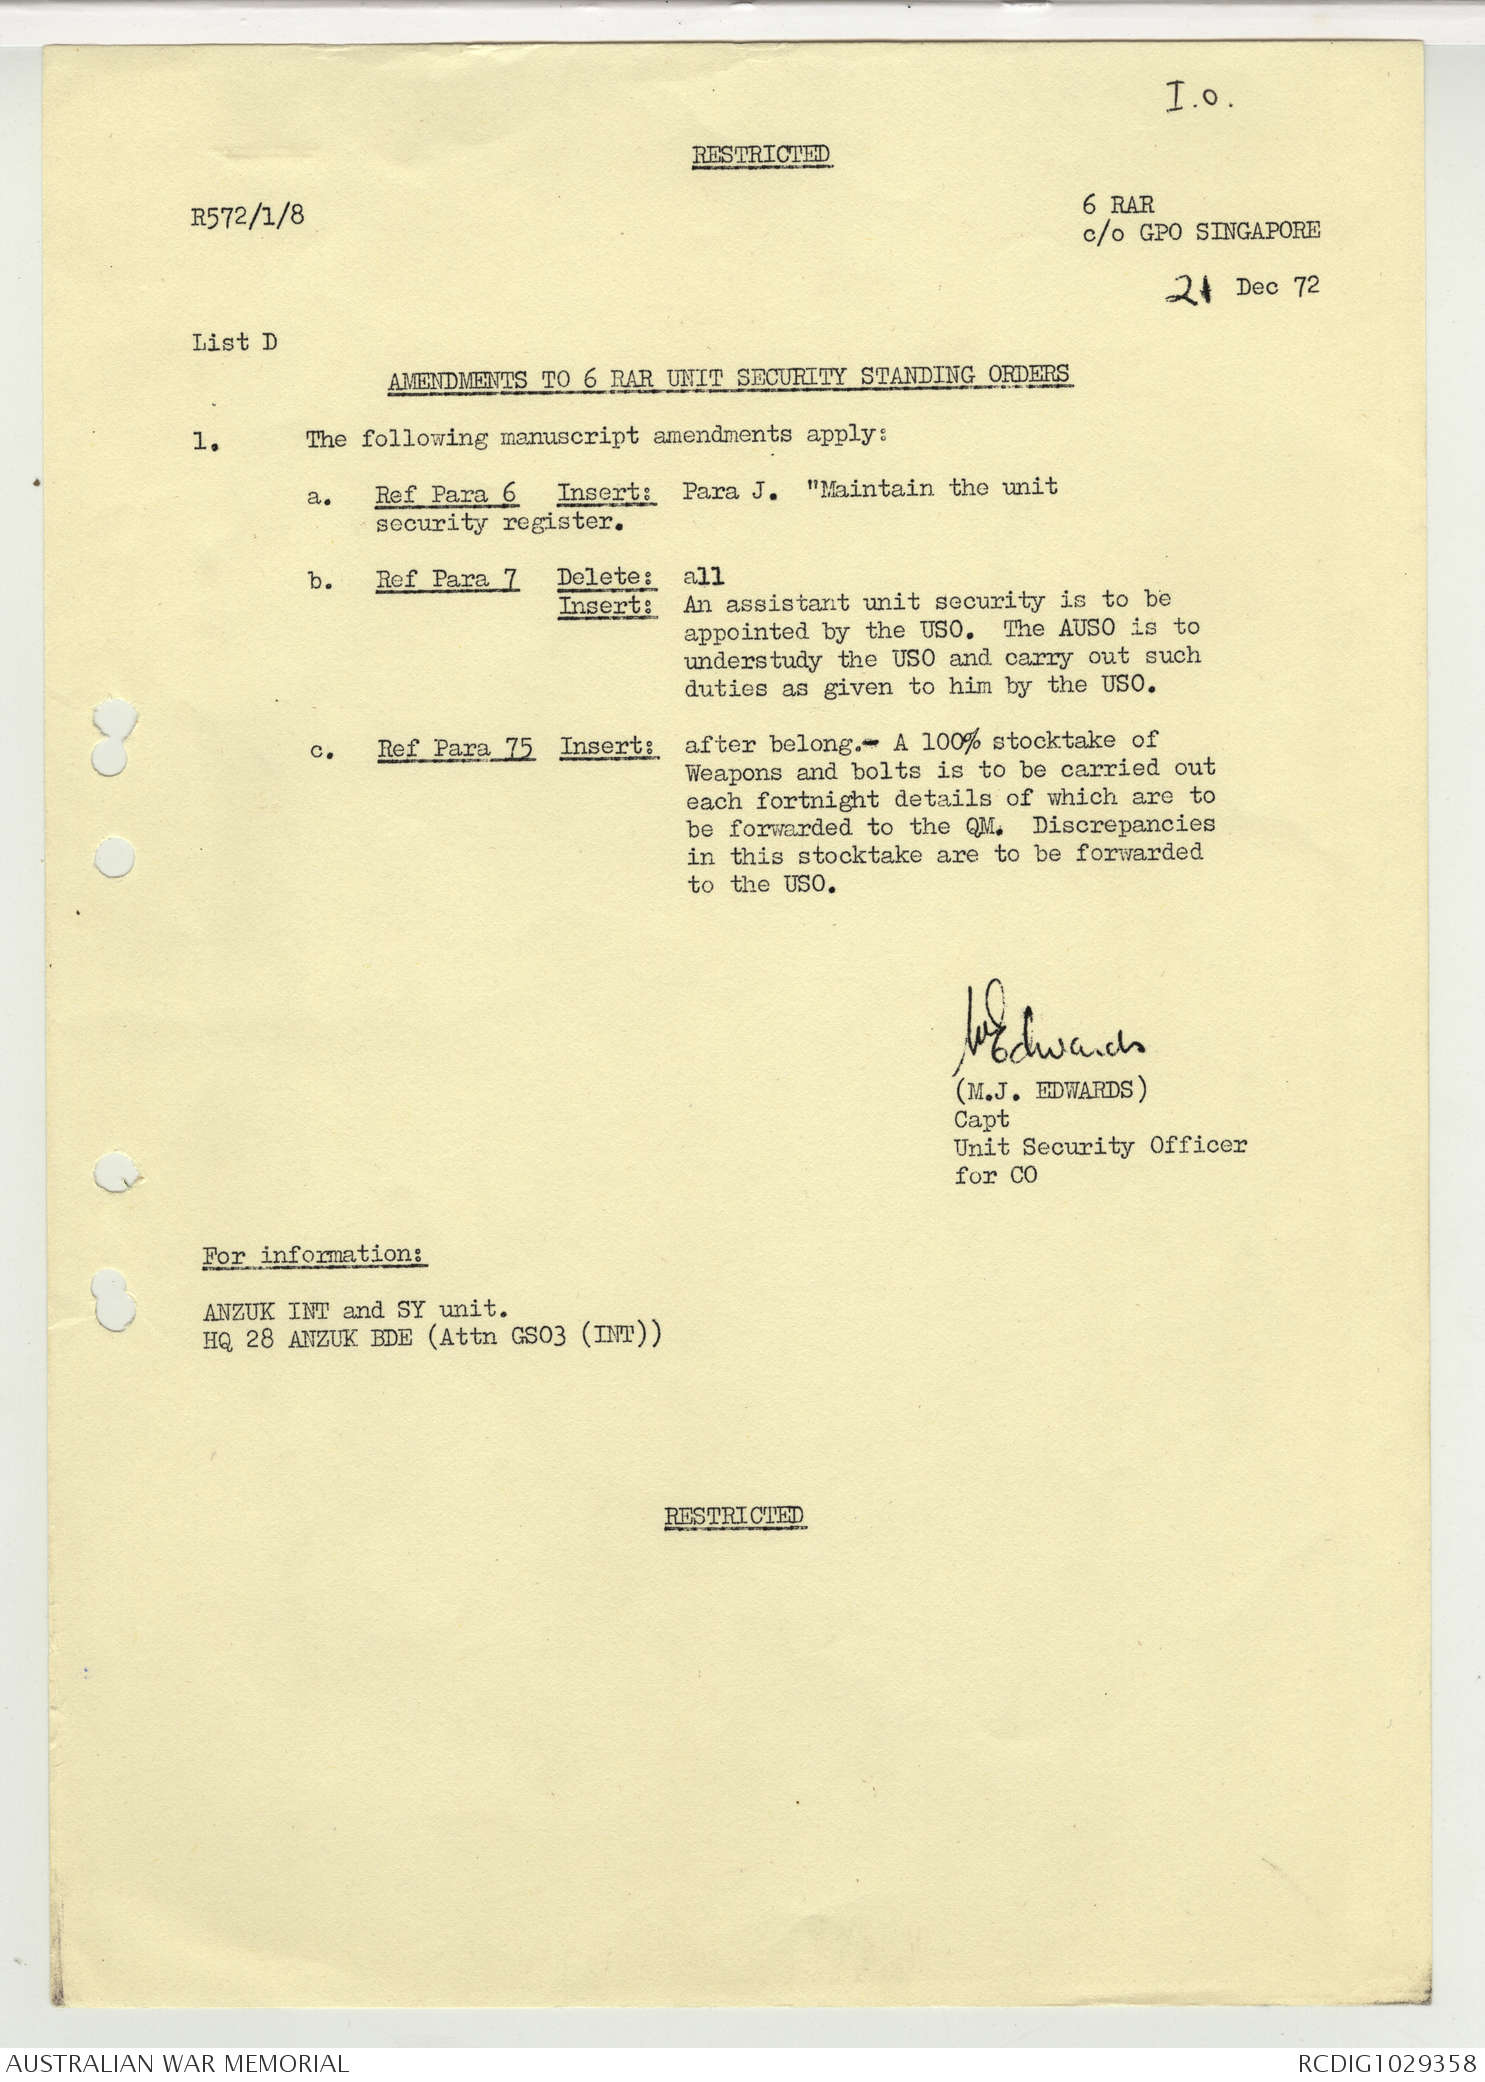 I.O.
RESTRICTED
R572/1/8
6 RAR
c/o GPO SINGAPORE
21 Dec 72
List D
AMENDMENTS TO 6 RAR UNIT SECURITY STANDING ORDERS
1. The following manuscript amendments apply:
a. Ref Para 6 Insert: Para J. "Maintain the unit
security register.
b. Ref Para 7 Delete: all
Insert: An assistant unit security is to be
appointed by the USO. The AUSO is to
understudy the USO and carry out such
duties as given to him by the USO.
c. Ref Para 75 Insert: after belong.- A 100% stocktake of
Weapons and bolts is to be carried out
each fortnight details of which are to
be forwarded to the QM. Discrepancies
in this stocktake are to be forwarded
to the USO.
MJEdwards
(M.J. EDWARDS)
Capt
Unit Security Officer
for CO
For information:
ANZUK INT and SY unit.
HQ 28 ANZUK BDE (Attn GSO3 (INT))
RESTRICTED
AUSTRALIAN WAR MEMORIAL
RCDIG1029358